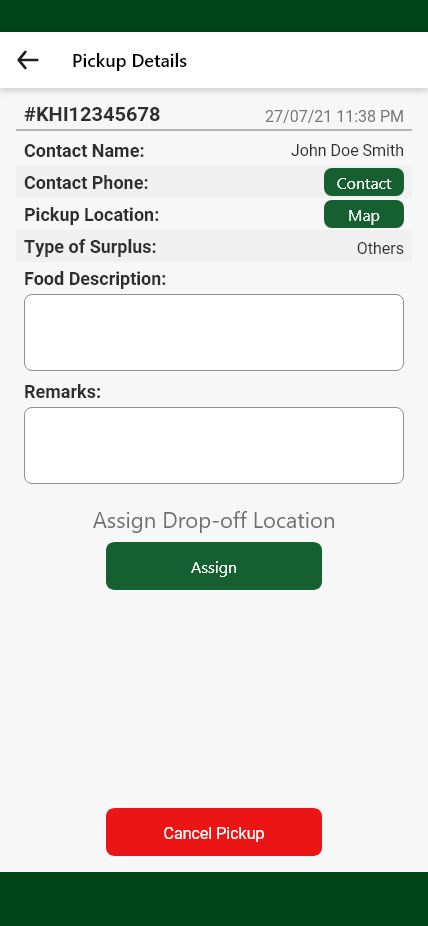 Pickup Details
#KHI12345678 27/07/21 11:38 PM
Contact Name: John Doe Smith
Contact Phone: Contact
Pickup Location: Map
Type of Surplus: Others
Food Description:
Remarks:
Assign Drop-off Location
Assign
Cancel Pickup